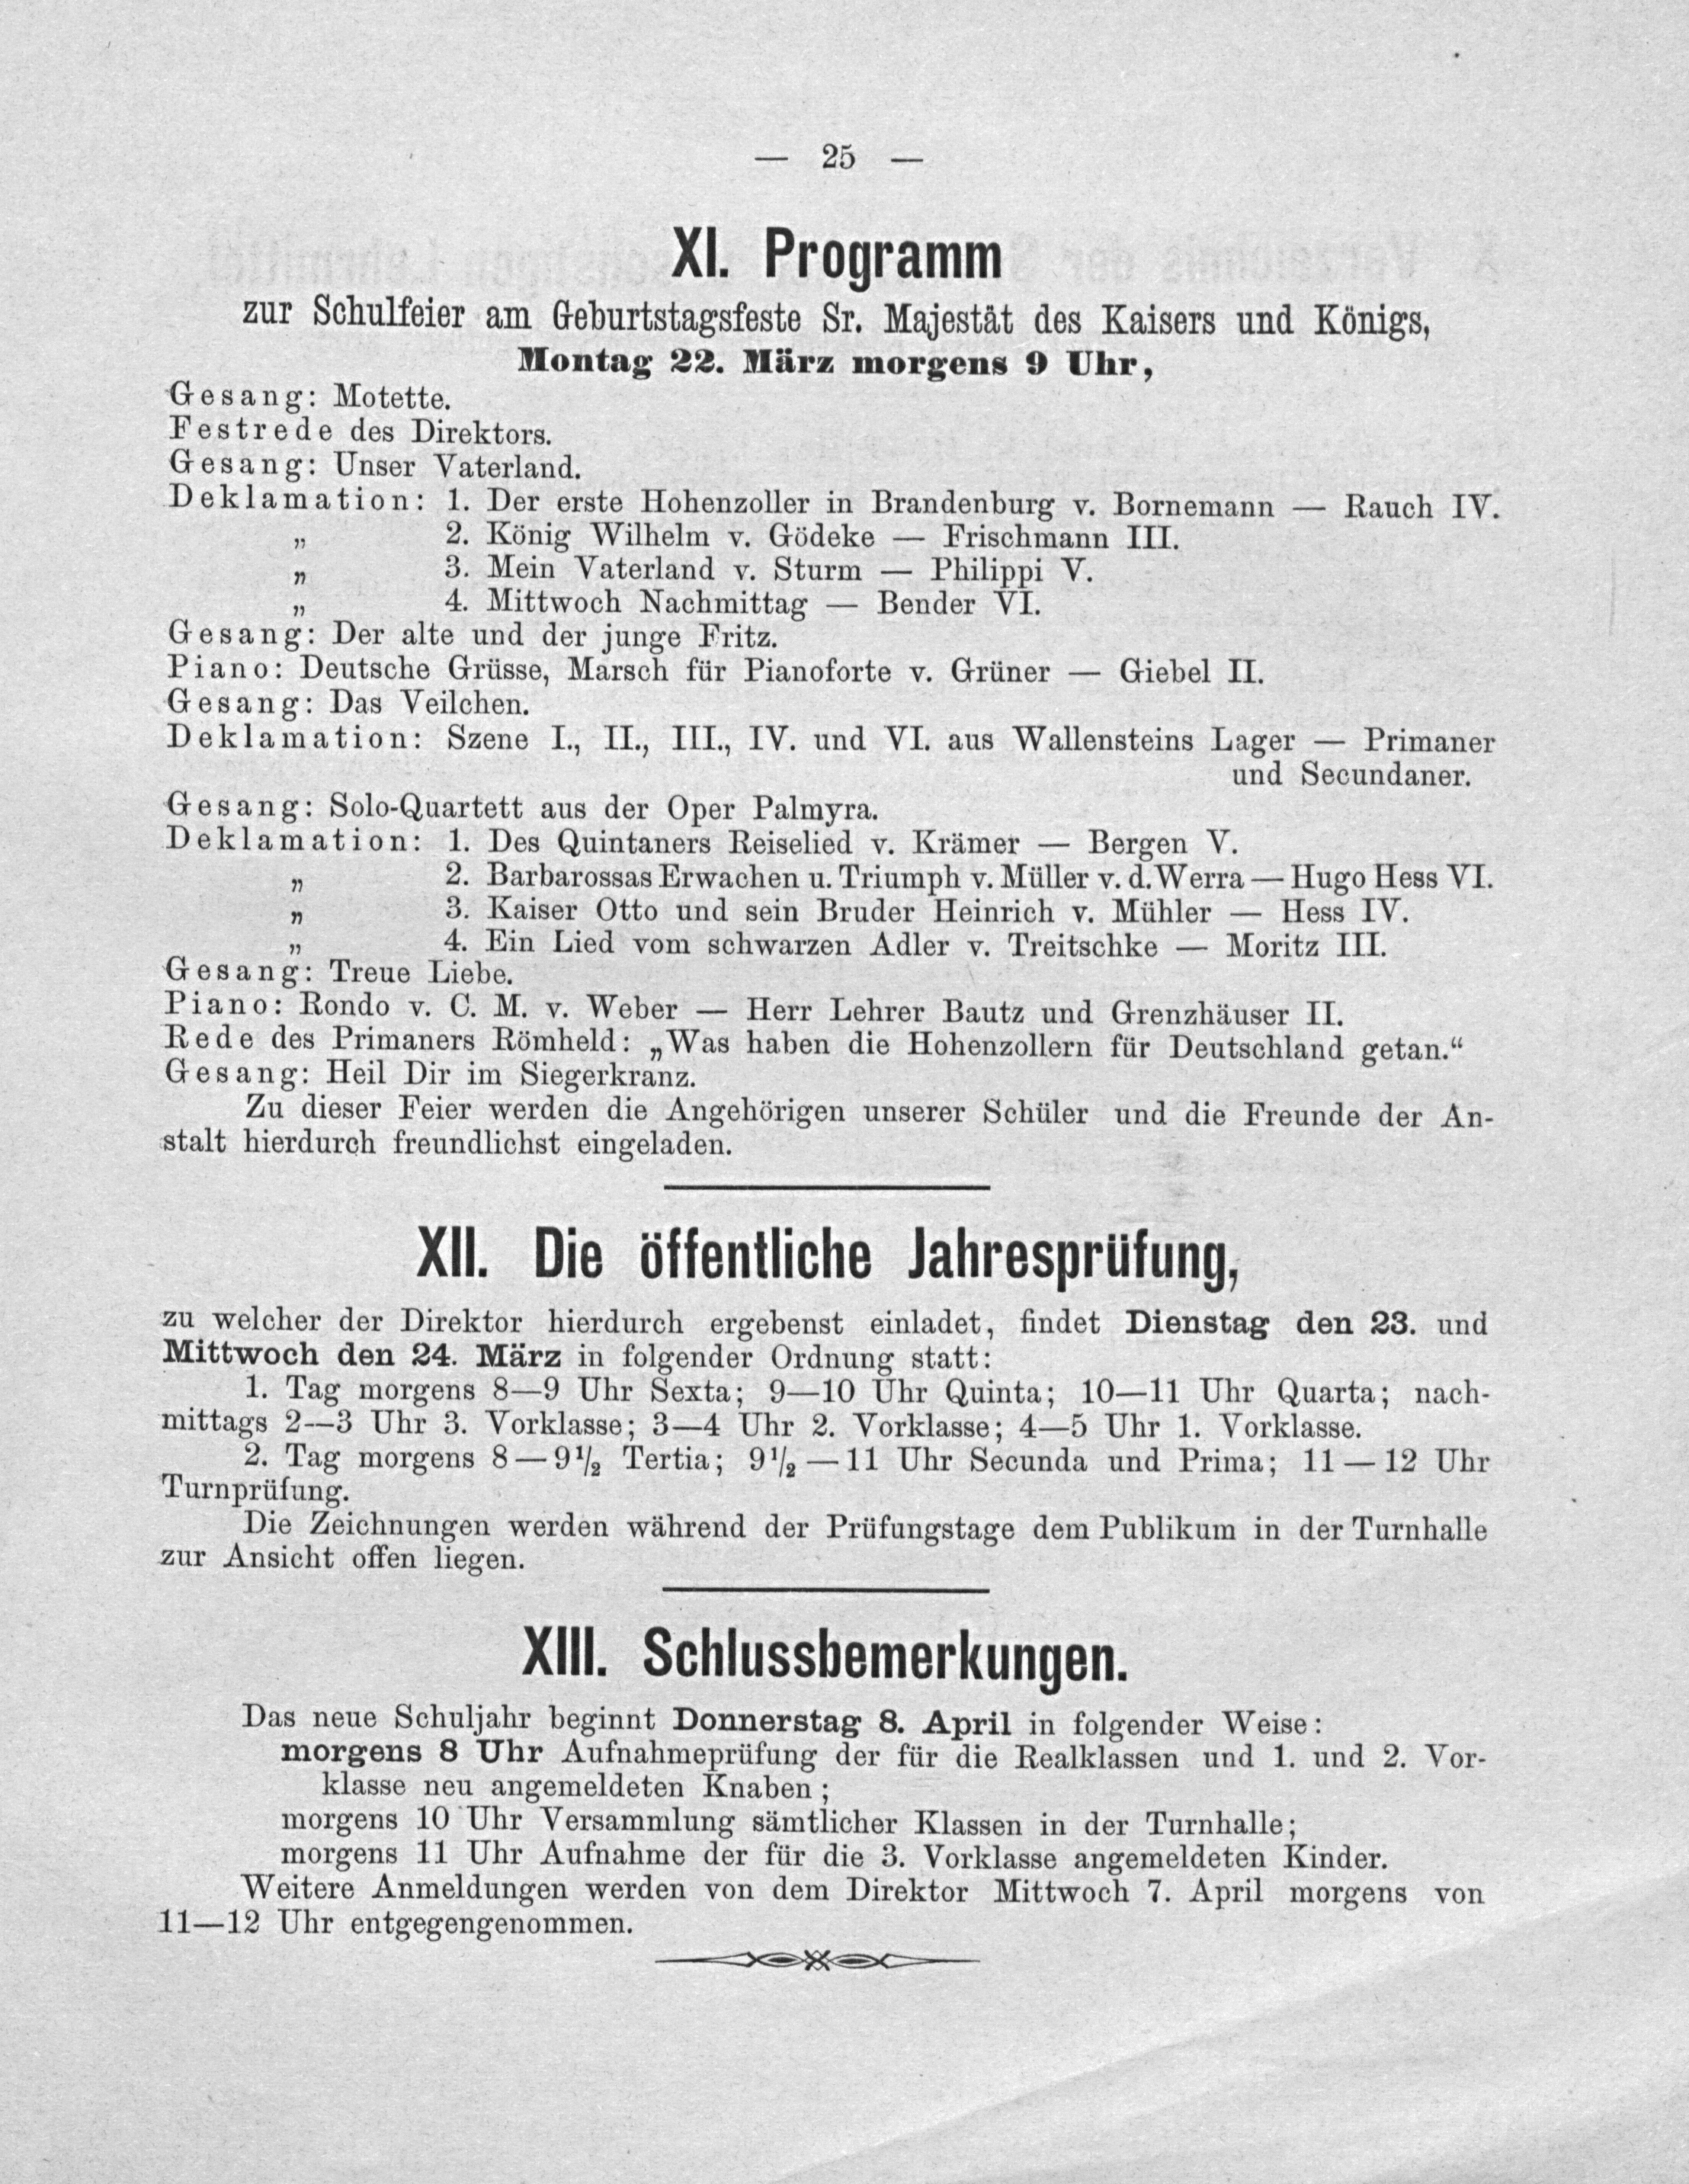 — 25 —
XI. Programm
zur Schulfeier am Geburtstagsfeste Sr. Majestät des Kaisers und Königs,
Montag 22. März morgens 9 Uhr,
Gesang: Motette.
Festrede des Direktors.
Gesang: Unser Vaterland.
Deklamation: 1. Der erste Hohenzoller in Brandenburg v. Bornemann — Rauch IV.
„ 2. König Wilhelm v. Gödeke — Frischmann III.
„ 3. Mein Vaterland v. Sturm — Philippi V.
„ 4. Mittwoch Nachmittag — Bender VI.
Gesang: Der alte und der junge Fritz.
Piano: Deutsche Grüsse, Marsch für Pianoforte v. Grüner — Giebel II.
Gesang: Das Veilchen.
Deklamation: Szene I., II., III., IV. und VI. aus Wallensteins Lager — Primaner
und Secundaner.
Gesang: Solo-Quartett aus der Oper Palmyra.
Deklamation: 1. Des Quintaners Reiselied v. Krämer — Bergen V.
„ 2. Barbarossas Erwachen u. Triumph v. Müller v. d. Werra — Hugo Hess VI.
„ 3. Kaiser Otto und sein Bruder Heinrich v. Mühler — Hess IV.
„ 4. Ein Lied vom schwarzen Adler v. Treitschke — Moritz III.
Gesang: Treue Liebe.
Piano: Rondo v. C. M. v. Weber — Herr Lehrer Bautz und Grenzhäuser II.
Rede des Primaners Römheld: „Was haben die Hohenzollern für Deutschland getan.“
Gesang: Heil Dir im Siegerkranz.
Zu dieser Feier werden die Angehörigen unserer Schüler und die Freunde der An-
stalt hierdurch freundlichst eingeladen.
XII. Die öffentliche Jahresprüfung,
zu welcher der Direktor hierdurch ergebenst einladet, findet Dienstag den 23. und
Mittwoch den 24. März in folgender Ordnung statt:
1. Tag morgens 8—9 Uhr Sexta; 9—10 Uhr Quinta; 10—11 Uhr Quarta; nach-
mittags 2—3 Uhr 3. Vorklasse; 3—4 Uhr 2. Vorklasse; 4—5 Uhr 1. Vorklasse.
2. Tag morgens 8—9½ Tertia; 9½—11 Uhr Secunda und Prima; 11—12 Uhr
Turnprüfung.
Die Zeichnungen werden während der Prüfungstage dem Publikum in der Turnhalle
zur Ansicht offen liegen.
XIII. Schlussbemerkungen.
Das neue Schuljahr beginnt Donnerstag 8. April in folgender Weise:
morgens 8 Uhr Aufnahmeprüfung der für die Realklassen und 1. und 2. Vor-
klasse neu angemeldeten Knaben;
morgens 10 Uhr Versammlung sämtlicher Klassen in der Turnhalle;
morgens 11 Uhr Aufnahme der für die 3. Vorklasse angemeldeten Kinder.
Weitere Anmeldungen werden von dem Direktor Mittwoch 7. April morgens von
11—12 Uhr entgegengenommen.